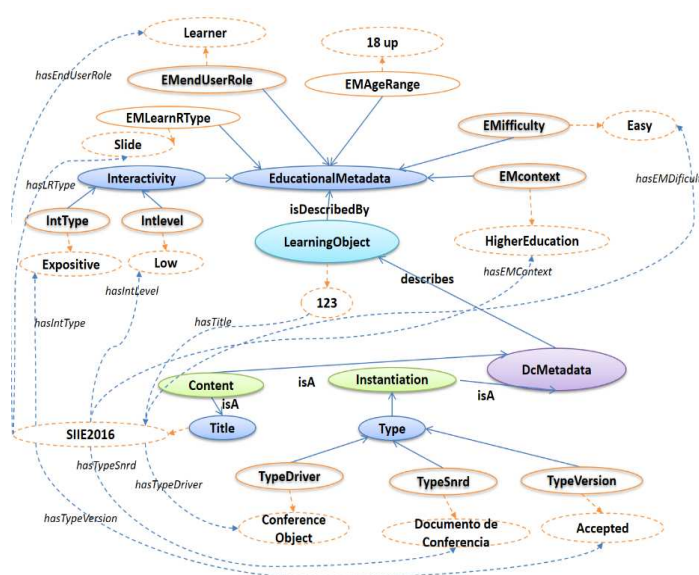 Learner
18 up
hasEndUserRole
EMendUserRole
EMAgeRange
EMLearnRType
EMifficulty
Easy
Slide
hasLRType
Interactivity
EducationalMetadata
EMcontext
hasEMDificult
isDescribedBy
IntType
Intlevel
LearningObject
HigherEducation
Expositive
Low
hasEMContext
describes
hasIntLevel
123
hasIntType
hasTitle
DcMetadata
Content
isA
Instantiation
isA
isA
SIIE2016
Title
Type
hasTypeSnrd
hasTypeDriver
TypeDriver
TypeSnrd
TypeVersion
hasTypeVersion
Conference
Object
Documento de
Conferencia
Accepted